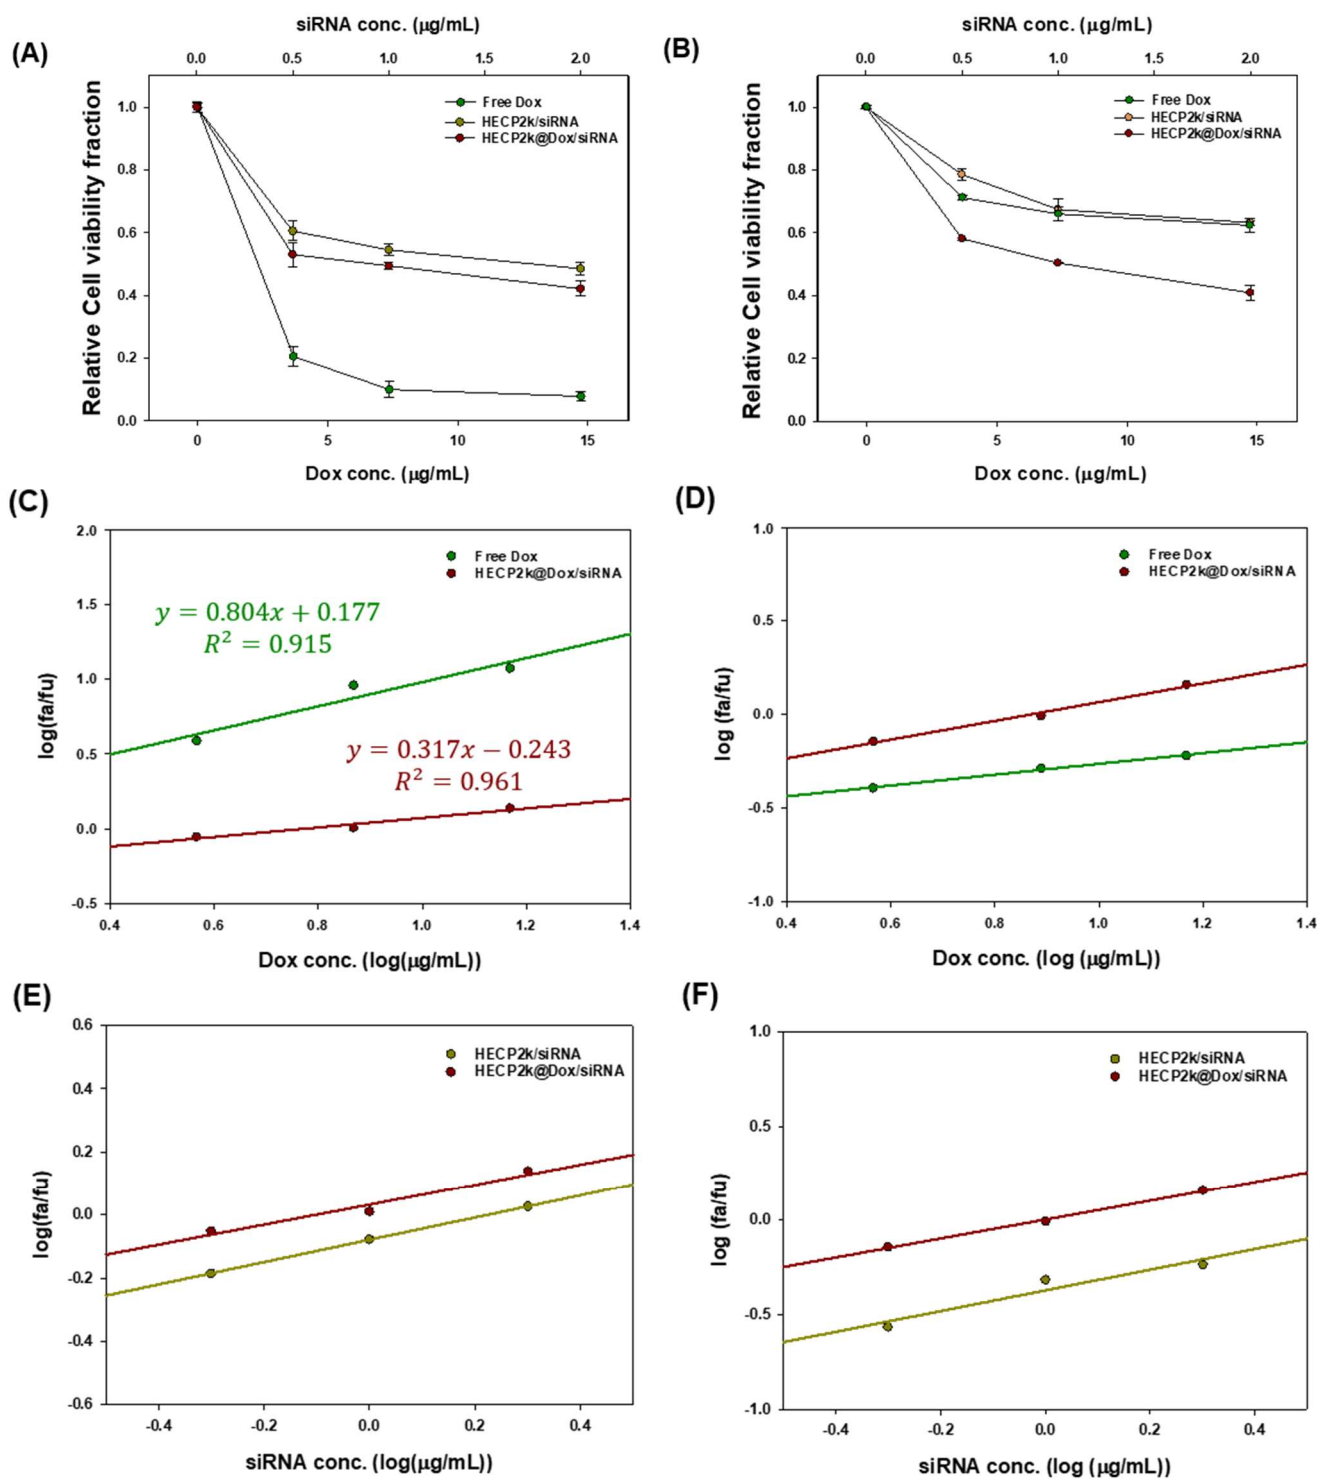 (A)
siRNA conc. (μg/mL)
0.0 0.5 1.0 1.5 2.0
Relative Cell viability fraction
1.0
0.8
0.6
0.4
0.2
0.0
Free Dox
HECP2k/siRNA
HECP2k@Dox/siRNA
0 5 10 15
Dox conc. (μg/mL)
(B)
siRNA conc. (μg/mL)
0.0 0.5 1.0 1.5 2.0
Relative Cell viability fraction
1.0
0.8
0.6
0.4
0.2
0.0
Free Dox
HECP2k/siRNA
HECP2k@Dox/siRNA
0 5 10 15
Dox conc. (μg/mL)
(C)
log(fa/fu)
2.0
1.5
1.0
0.5
0.0
-0.5
Free Dox
HECP2k@Dox/siRNA
y = 0.804x + 0.177
R² = 0.915
y = 0.317x − 0.243
R² = 0.961
0.4 0.6 0.8 1.0 1.2 1.4
Dox conc. (log(μg/mL))
(D)
log (fa/fu)
1.0
0.5
0.0
-0.5
-1.0
Free Dox
HECP2k@Dox/siRNA
0.4 0.6 0.8 1.0 1.2 1.4
Dox conc. (log (μg/mL))
(E)
log(fa/fu)
0.6
0.4
0.2
0.0
-0.2
-0.4
-0.6
HECP2k/siRNA
HECP2k@Dox/siRNA
-0.4 -0.2 0.0 0.2 0.4
siRNA conc. (log(μg/mL))
(F)
log (fa/fu)
1.0
0.5
0.0
-0.5
-1.0
HECP2k/siRNA
HECP2k@Dox/siRNA
-0.4 -0.2 0.0 0.2 0.4
siRNA conc. (log (μg/mL))